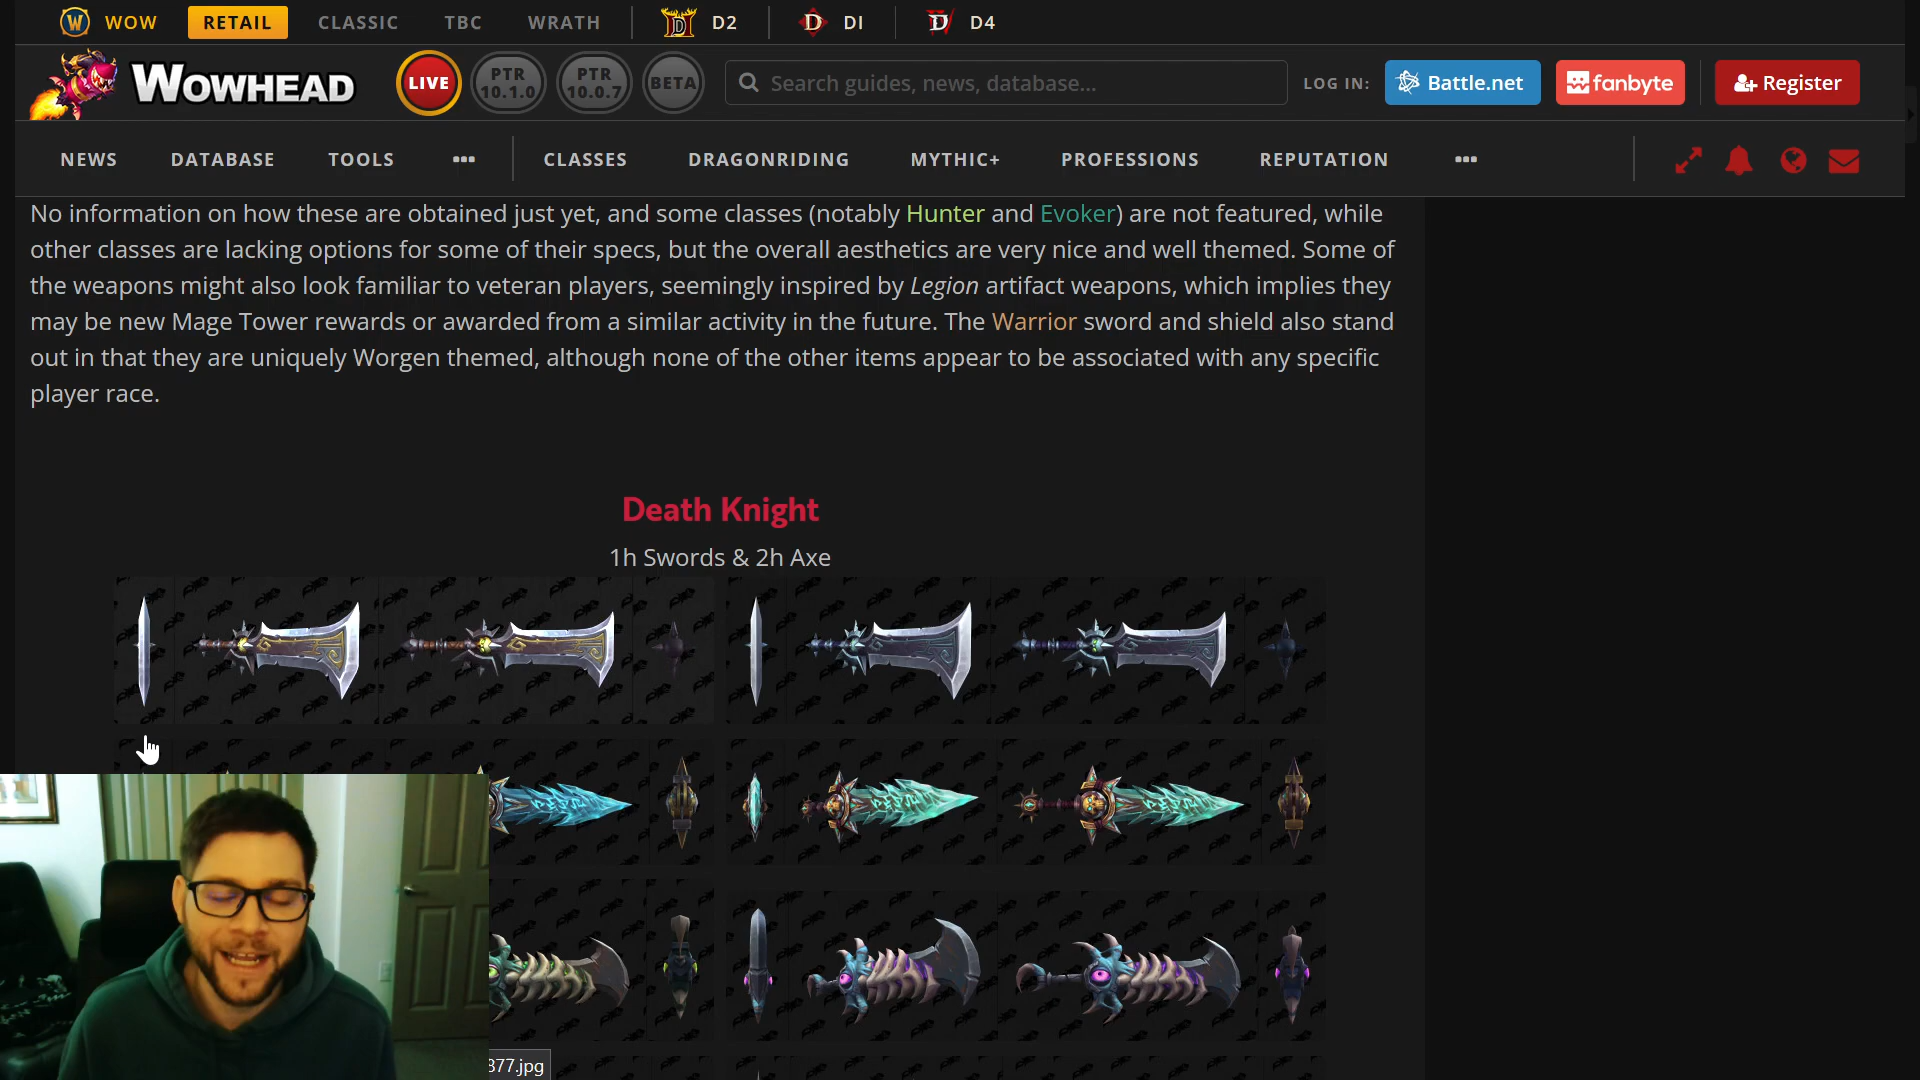 WOW RETAIL CLASSIC TBC WRATH D2 DI D4
WOWHEAD LIVE PTR 10.1.0 PTR 10.0.7 BETA Search guides, news, database... LOG IN: Battle.net fanbyte Register
NEWS DATABASE TOOLS ••• CLASSES DRAGONRIDING MYTHIC+ PROFESSIONS REPUTATION •••
No information on how these are obtained just yet, and some classes (notably Hunter and Evoker) are not featured, while
other classes are lacking options for some of their specs, but the overall aesthetics are very nice and well themed. Some of
the weapons might also look familiar to veteran players, seemingly inspired by Legion artifact weapons, which implies they
may be new Mage Tower rewards or awarded from a similar activity in the future. The Warrior sword and shield also stand
out in that they are uniquely Worgen themed, although none of the other items appear to be associated with any specific
player race.
Death Knight
1h Swords & 2h Axe
877.jpg